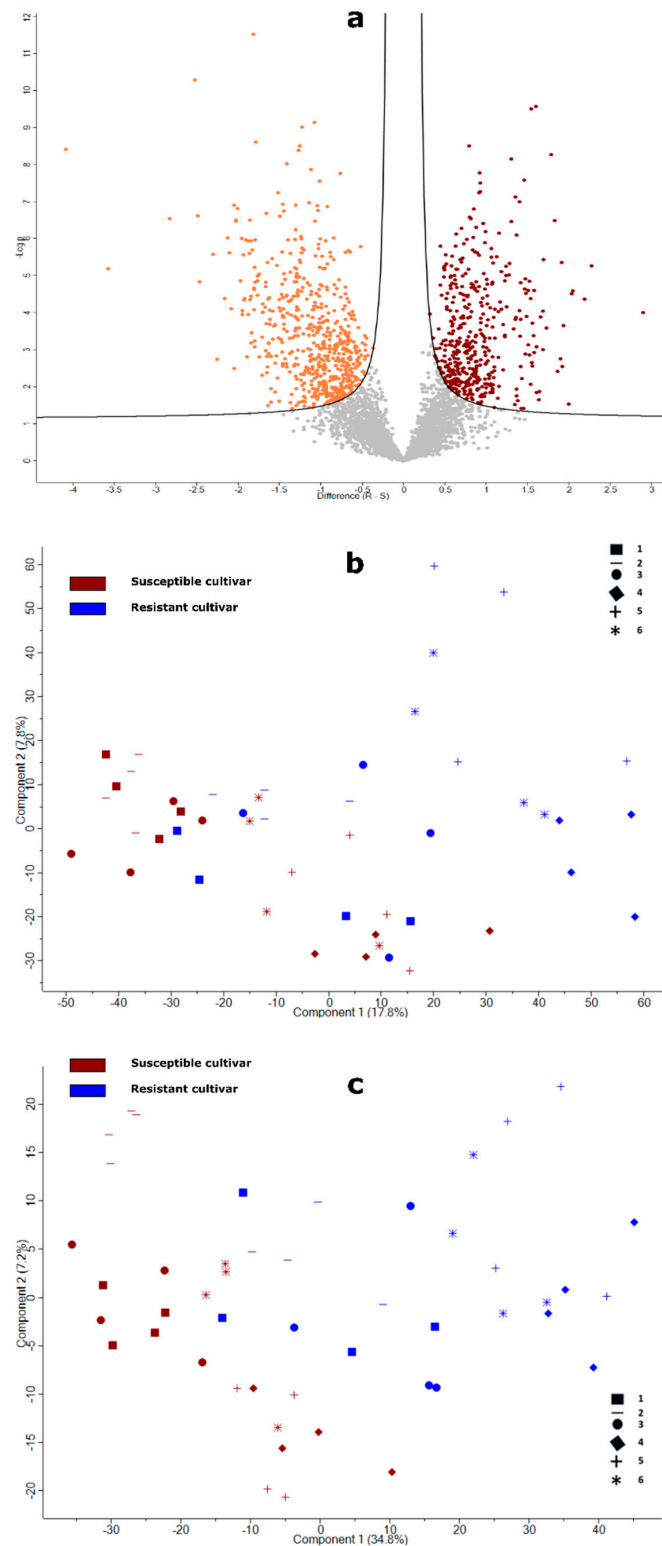 a
12
11
10
9
8
7
6
5
4
3
2
1
0
-Log p
-4 -3.5 -3 -2.5 -2 -1.5 -1 -0.5 0 0.5 1 1.5 2 2.5 3
Difference (R - S)
b
Susceptible cultivar
Resistant cultivar
1
2
3
4
5
6
60
50
40
30
20
10
0
-10
-20
-30
Component 2 (7.8%)
-50 -40 -30 -20 -10 0 10 20 30 40 50 60
Component 1 (17.8%)
c
Susceptible cultivar
Resistant cultivar
20
15
10
5
0
-5
-10
-15
-20
Component 2 (7.2%)
1
2
3
4
5
6
-30 -20 -10 0 10 20 30 40
Component 1 (34.8%)